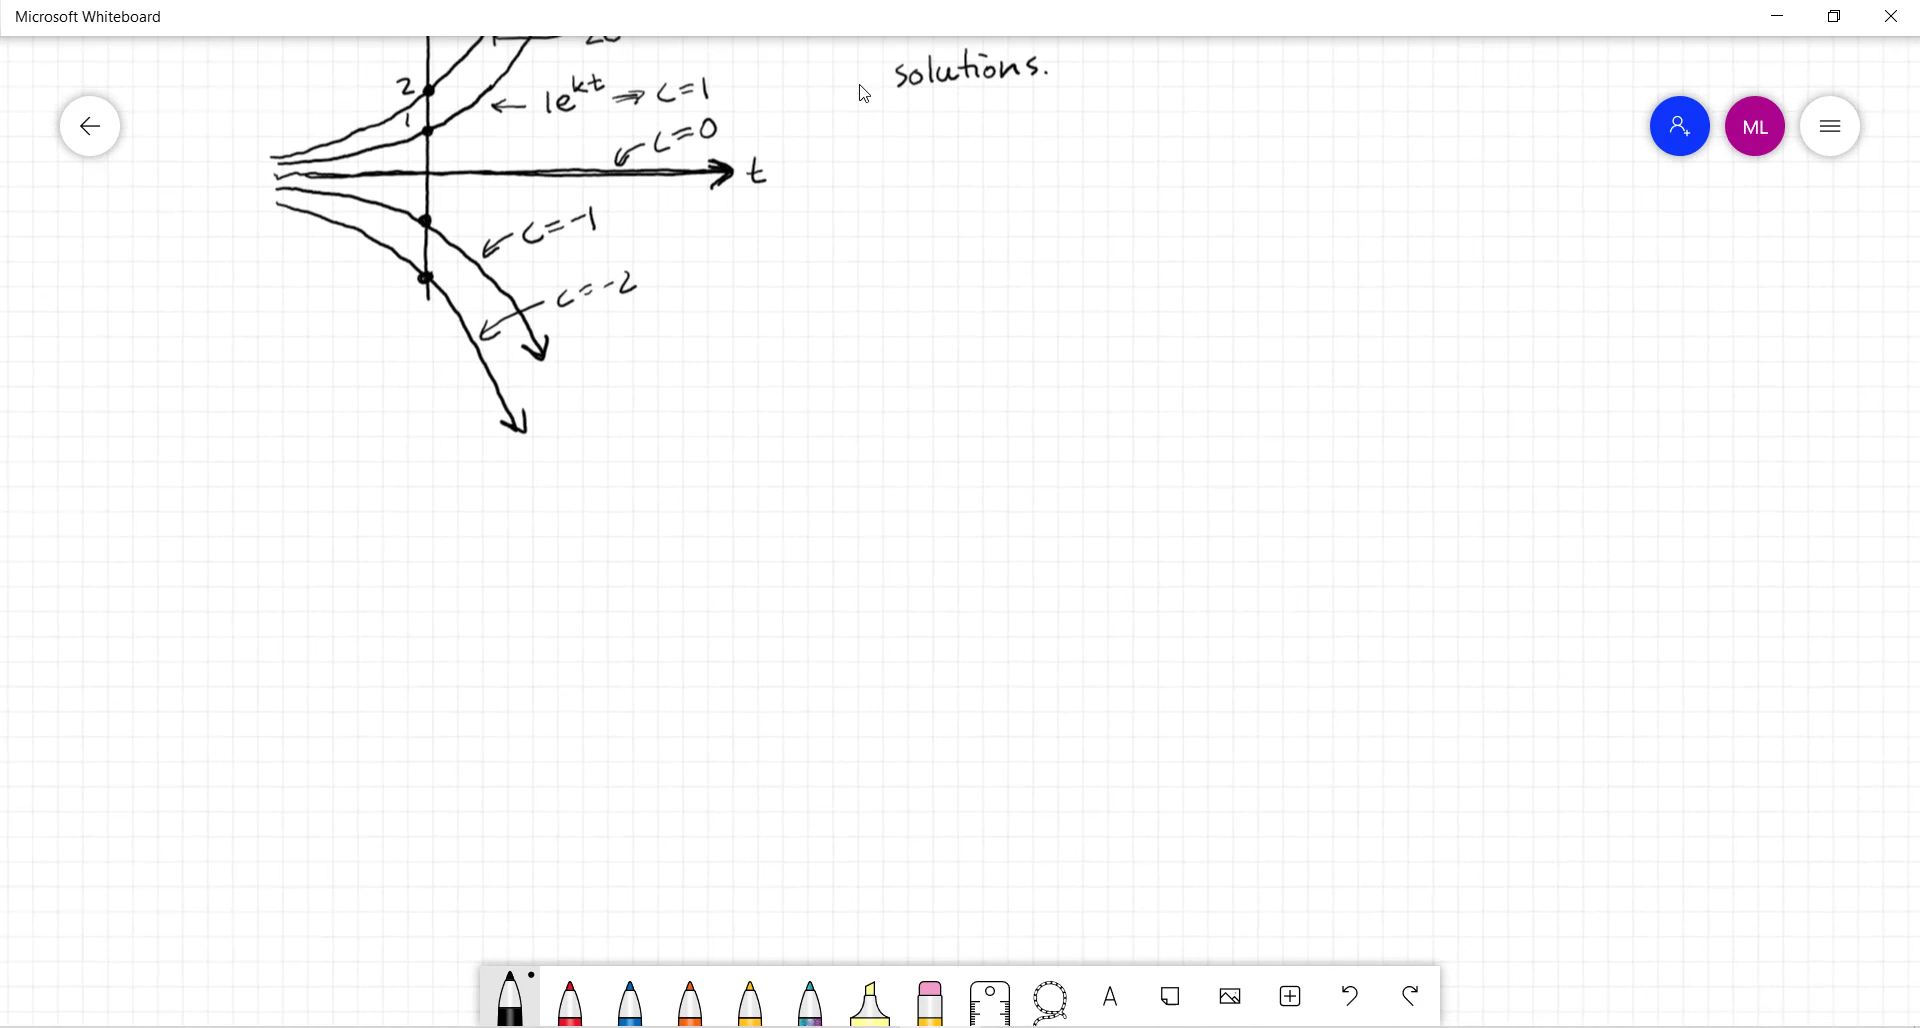 Microsoft Whiteboard
solutions.
2
← 1e^{kt} ⇒ c=1
1
c=0
t
c=-1
c=-2
ML
A